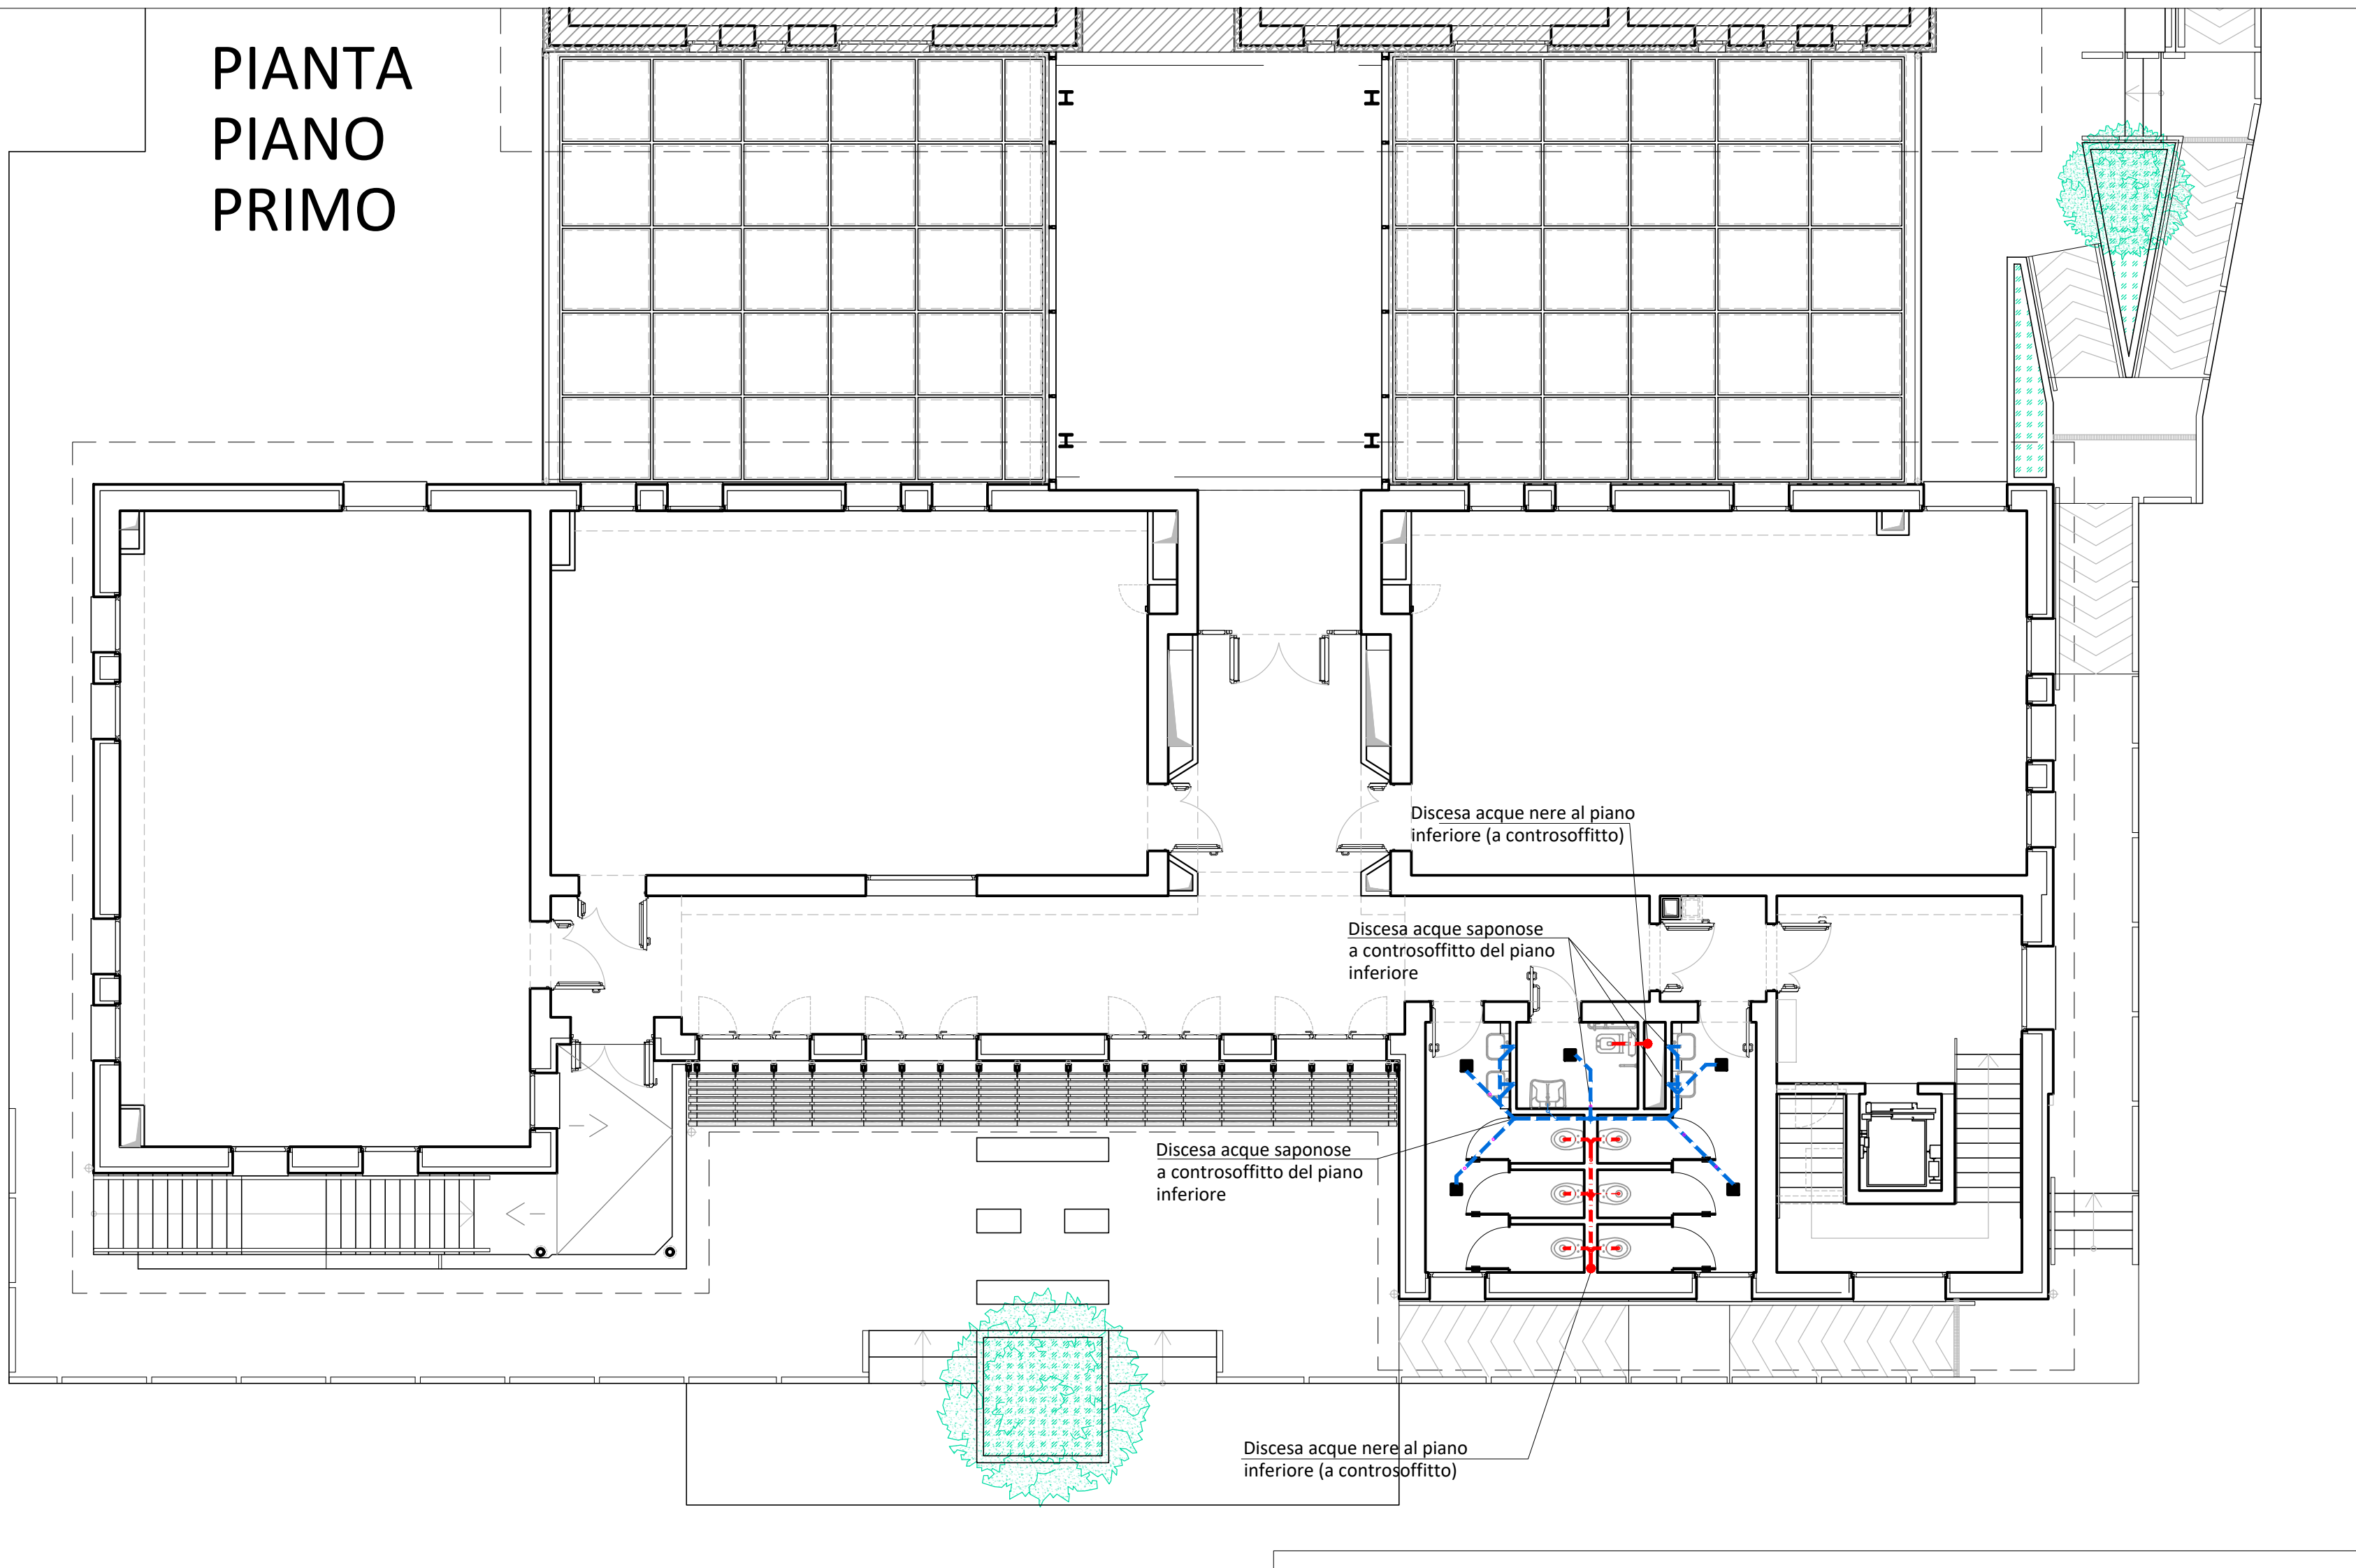 PIANTA
PIANO
PRIMO
Discesa acque nere al piano
inferiore (a controsoffitto)
Discesa acque saponose
a controsoffitto del piano
inferiore
Discesa acque saponose
a controsoffitto del piano
inferiore
Discesa acque nere al piano
inferiore (a controsoffitto)